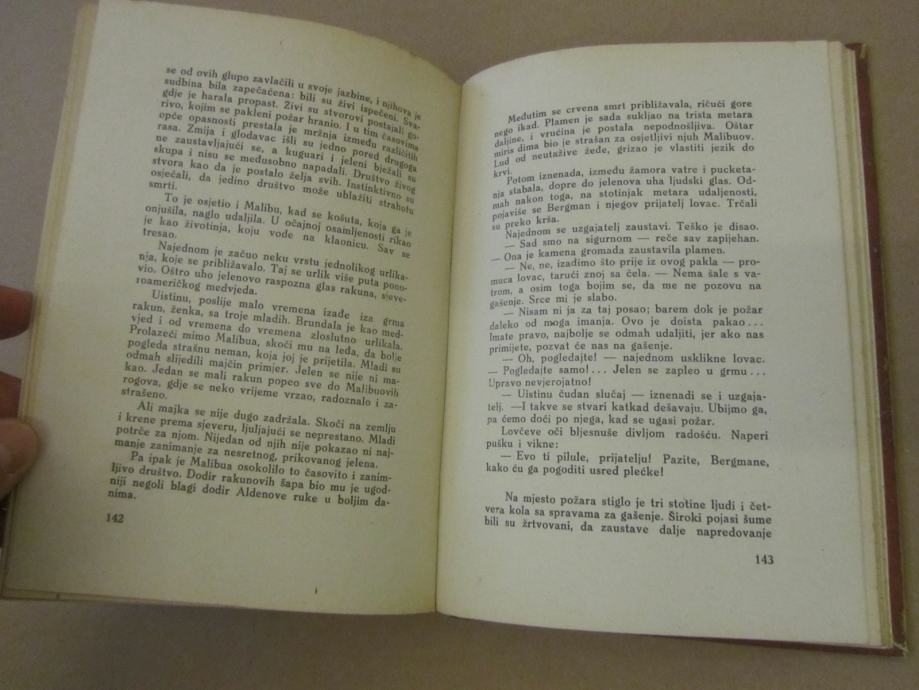 se od ovih glupo zavlačili u svoje jazbine, i njihova je
sudbina bila zapečaćena: bili su živi ispečeni. Sva-
gdje je harala propast. Živi su stvorovi postajali go-
rivo, kojim se pakleni požar hranio. I u tim časovima
opće opasnosti prestala je mržnja između različitih
rasa. Zmija i glodavac išli su jedno pored drugoga
ne zaustavljajući se, a kuguari i jeleni bježali su
skupa i nisu se međusobno napadali. Društvo živog
stvora kao da je postalo želja svih. Instinktivno su
osjećali, da jedino društvo može ublažiti strahotu
smrti.
To je osjetio i Malibu, kad se košuta, koja ga je
onjušila, naglo udaljila. U očajnoj osamljenosti rikao
je kao životinja, koju vode na klaonicu. Sav se
tresao.
Najednom je začuo neku vrstu jednolikog urlika-
nja, koje se približavalo. Taj se urlik više puta pono-
vio. Oštro uho jelenovo raspozna glas rakuna, sjeve-
roameričkog medvjeda.
Uistinu, poslije malo vremena izađe iza grma
rakun, ženka, sa troje mladih. Brundala je kao med-
vjed i od vremena do vremena zloslutno urlikala.
Prolazeći mimo Malibua, skoči mu na leđa, da bolje
pogleda strašnu neman, koja joj je prijetila. Mladi su
odmah slijedili majčin primjer. Jelen se nije ni ma-
kao. Jedan se mali rakun popeo sve do Malibuovih
rogova, gdje se neko vrijeme vrzao, radoznalo i za-
strašeno.
Ali majka se nije dugo zadržala. Skoči na zemlju
i krene prema sjeveru, ljuljajući se neprestano. Mladi
potrče za njom. Nijedan od njih nije pokazao ni naj-
manje zanimanje za nesretnog, prikovanog jelena.
Pa ipak je Malibua osokolilo to časovito i zanim-
ljivo društvo. Dodir rakunovih šapa bio mu je ugod-
niji negoli blagi dodir Aldenove ruke u boljim da-
nima.
142
Međutim se crvena smrt približavala, ričući gore
nego ikad. Plamen je sada sukljao na trista metara
daljine, i vrućina je postala nepodnošljiva. Oštar
miris dima bio je strašan za osjetljivi njuh Malibuov.
Lud od neutažive žeđe, grizao je vlastiti jezik do
krvi.
Potom iznenada, između žamora vatre i pucketa-
nja stabala, dopre do jelenova uha ljudski glas. Od-
mah nakon toga, na stotinjak metara udaljenosti,
pojaviše se Bergman i njegov prijatelj lovac. Trčali
su preko krša.
Najednom se uzgajatelj zaustavi. Teško je disao.
— Sad smo na sigurnom — reče sav zapijehan.
— Ona je kamena gromada zaustavila plamen.
— Ne, ne, izađimo što prije iz ovog pakla — pro-
muca lovac, tarući znoj sa čela. — Nema šale s va-
trom, a osim toga bojim se, da me ne pozovu na
gašenje. Srce mi je slabo.
— Nisam ni ja za taj posao; barem dok je požar
daleko od moga imanja. Ovo je doista pakao...
Imate pravo, najbolje se odmah udaljiti, jer ako nas
primijete, pozvat će nas na gašenje.
— Oh, pogledajte! — najednom usklikne lovac.
— Pogledajte samo!... Jelen se zapleo u grmu...
Upravo nevjerojatno!
— Uistinu čudan slučaj — iznenadi se i uzgaja-
telj. —I takve se stvari katkad dešavaju. Ubijmo ga,
pa ćemo doći po njega, kad se ugasi požar.
Lovčeve oči bljesnuše divljom radošću. Naperi
pušku i vikne:
— Evo ti pilule, prijatelju! Pazite, Bergmane,
kako ću ga pogoditi usred plećke!
Na mjesto požara stiglo je tri stotine ljudi i čet-
vera kola sa spravama za gašenje. Široki pojasi šume
bili su žrtvovani, da zaustave dalje napredovanje
143